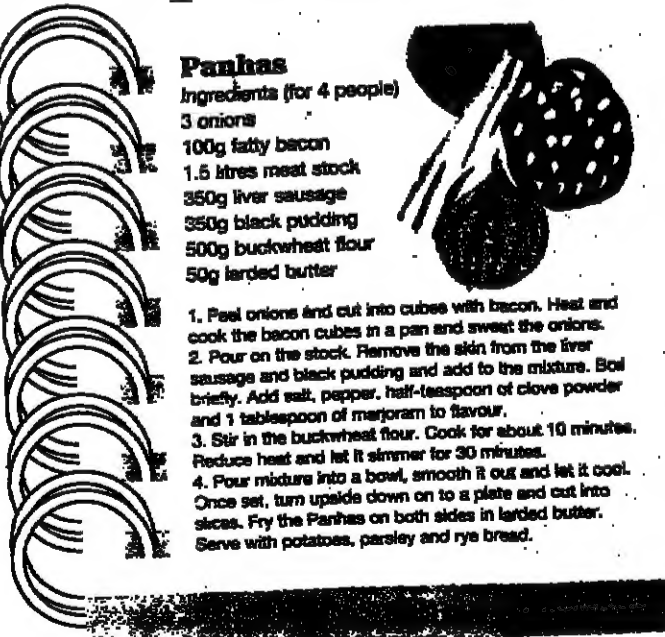 Panhas
Ingredients (for 4 people)
3 onions
100g fatty bacon
1.5 litres meat stock
350g liver sausage
350g black pudding
500g buckwheat flour
50g larded butter
1. Peel onions and cut into cubes with bacon. Heat and
cook the bacon cubes in a pan and sweat the onions.
2. Pour on the stock. Remove the skin from the liver
sausage and black pudding and add to the mixture. Boil
briefly. Add salt, pepper, half-teaspoon of clove powder
and 1 tablespoon of marjoram to flavour.
3. Stir in the buckwheat flour. Cook for about 10 minutes.
Reduce heat and let it simmer for 30 minutes.
4. Pour mixture into a bowl, smooth it out and let it cool.
Once set, turn upside down on to a plate and cut into
slices. Fry the Panhas on both sides in larded butter.
Serve with potatoes, parsley and rye bread.